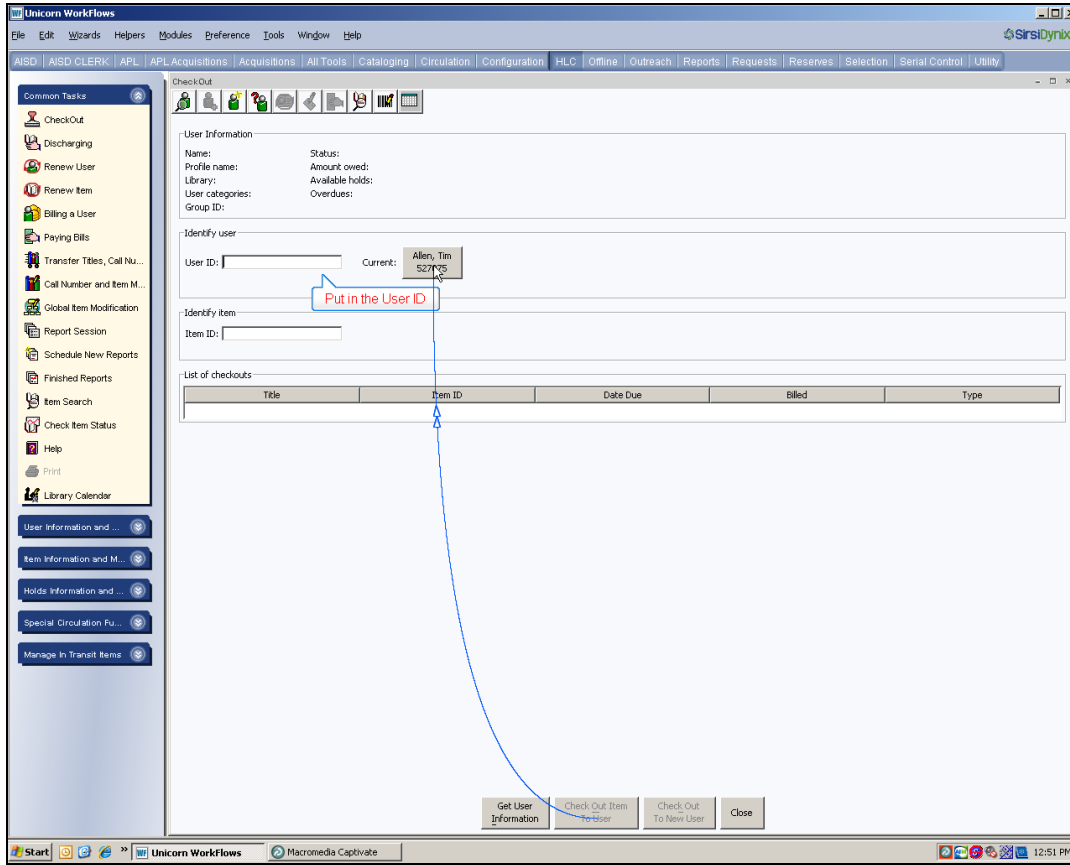 Unicorn WorkFlows
File Edit Wizards Helpers Modules Preference Tools Window Help
SirsiDynix
AISD AISD CLERK APL APL Acquisitions Acquisitions All Tools Cataloging Circulation Configuration HLC Offline Outreach Reports Requests Reserves Selection Serial Control Utility
Common Tasks
CheckOut
Discharging
Renew User
Renew Item
Billing a User
Paying Bills
Transfer Titles, Call Nu...
Call Number and Item M...
Global Item Modification
Report Session
Schedule New Reports
Finished Reports
Item Search
Check Item Status
Help
Print
Library Calendar
User Information and ...
Item Information and M...
Holds Information and ...
Special Circulation Fu...
Manage In Transit Items
CheckOut
User Information
Name: Status:
Profile name: Amount owed:
Library: Available holds:
User categories: Overdues:
Group ID:
Identify user
User ID: Current: Allen, Tim
Put in the User ID
Identify item
Item ID:
List of checkouts
Title Item ID Date Due Billed Type
Get User Information
Check Out Item To User
Check Out To New User
Close
Start » Unicorn WorkFlows Macromedia Captivate 12:51 PM